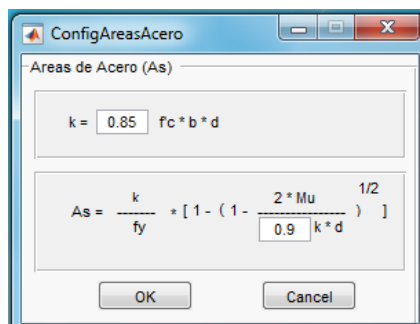 ConfigAreasAcero
Areas de Acero (As)
k = 0.85 f'c * b * d
1/2
k 2 * Mu
As = ------- * [ 1 - ( 1 - ---------------- ) ]
fy 0.9 k * d
OK Cancel